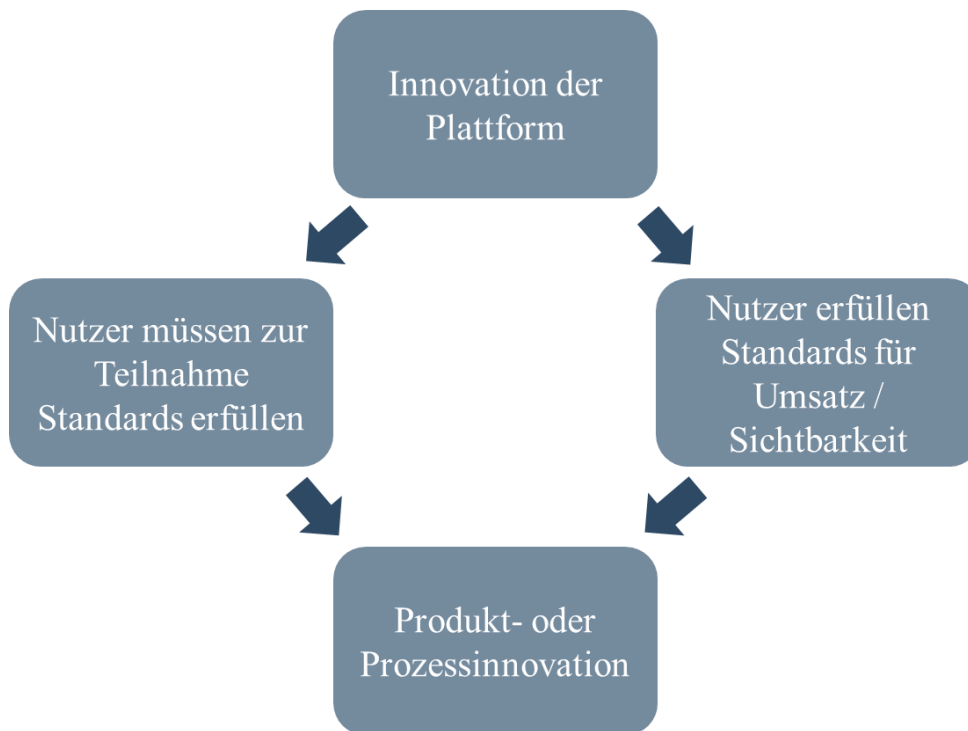 Innovation der
Plattform
Nutzer müssen zur
Teilnahme
Standards erfüllen
Nutzer erfüllen
Standards für
Umsatz /
Sichtbarkeit
Produkt- oder
Prozessinnovation